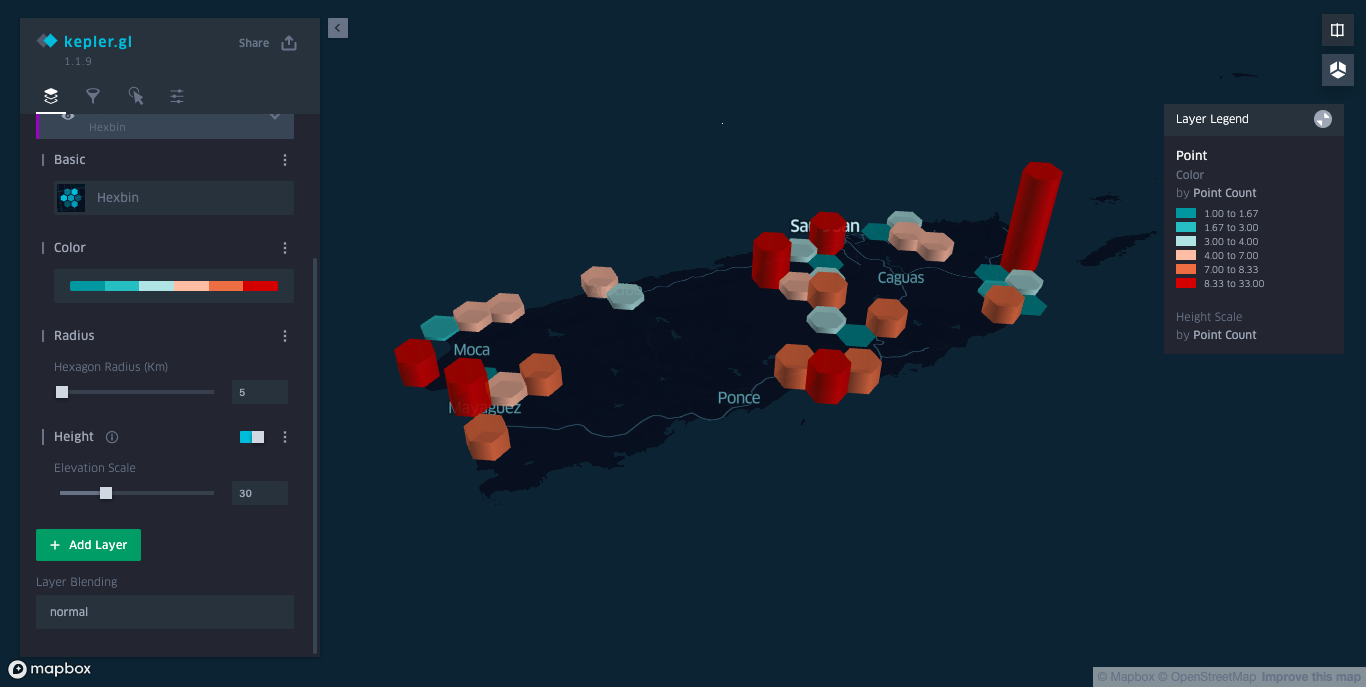 kepler.gl
Share
1.1.9
Hexbin
Basic
Hexbin
Color
Radius
Hexagon Radius (Km)
5
Height
Elevation Scale
30
+ Add Layer
Layer Blending
normal
mapbox
Caguas
Moca
Mayagüez
Ponce
Layer Legend
Point
Color
by Point Count
1.00 to 1.67
1.67 to 3.00
3.00 to 4.00
4.00 to 7.00
7.00 to 8.33
8.33 to 33.00
Height Scale
by Point Count
© Mapbox © OpenStreetMap Improve this map